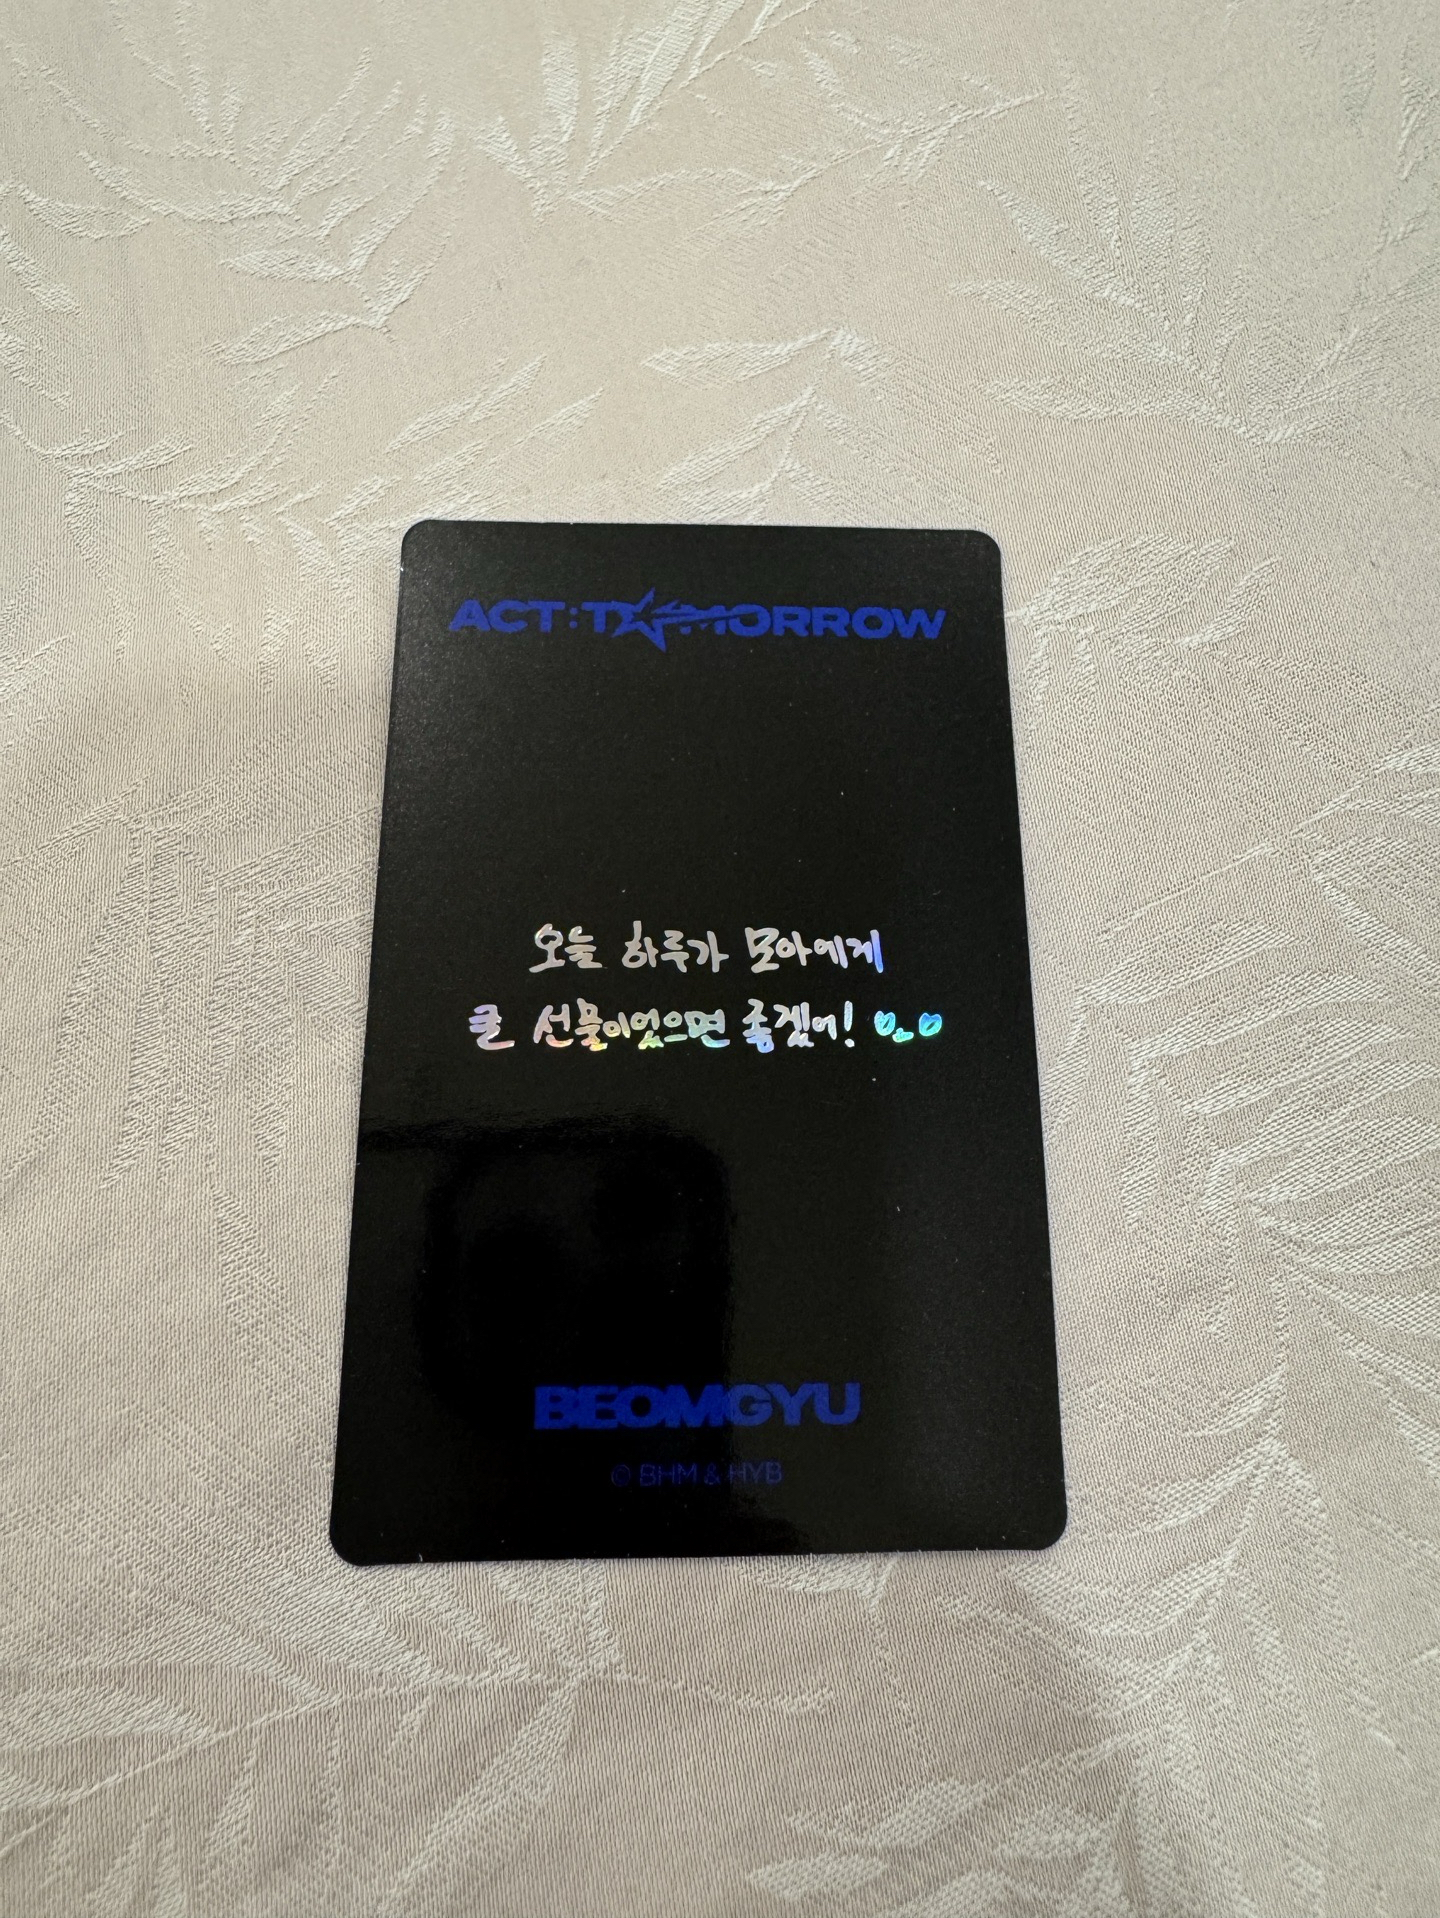 ACT:TOMORROW
오늘 하루가 모아에게
큰 선물이었으면 좋겠어! ㅇ_ㅇ
BEOMGYU
© BHM & HYB